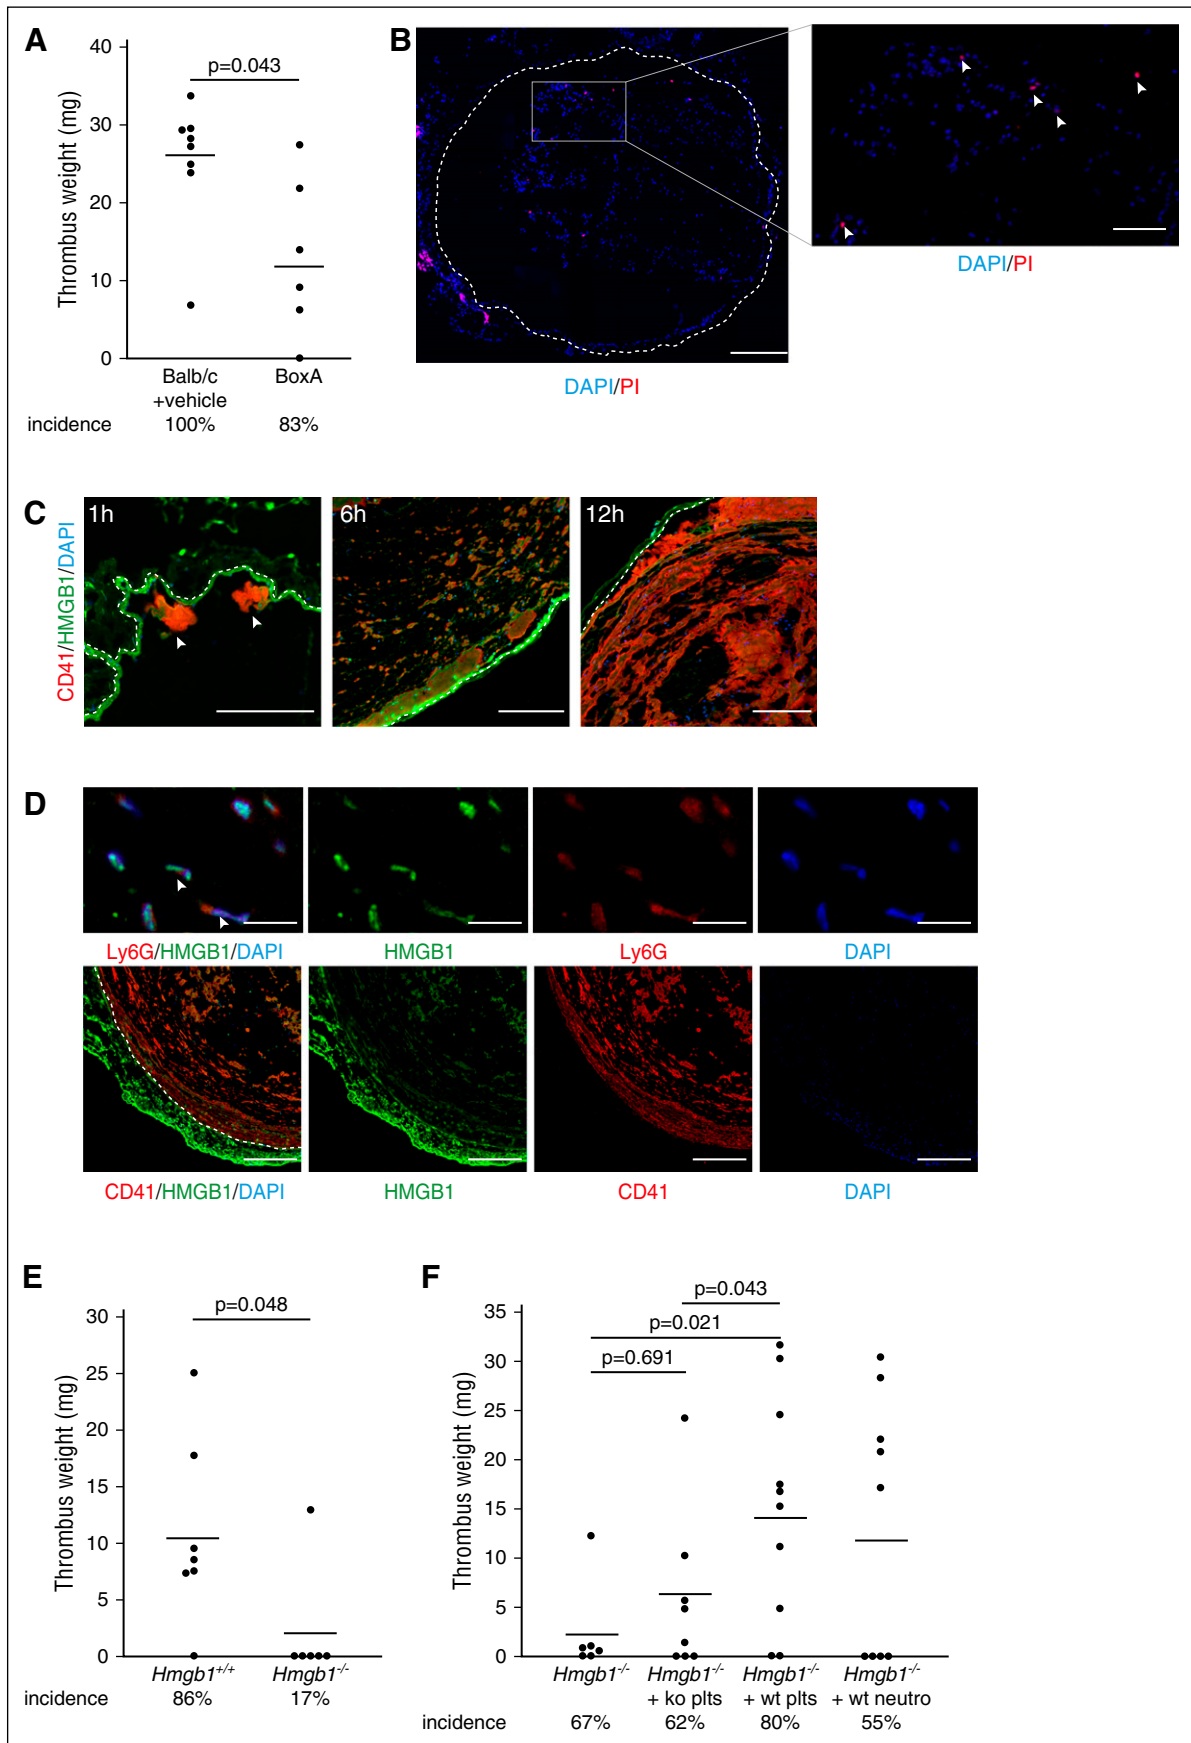 A
40
30
20
10
0
Thrombus weight (mg)
p=0.043
Balb/c
+vehicle
BoxA
incidence
100%
83%
B
DAPI/PI
DAPI/PI
C
CD41/HMGB1/DAPI
1h
6h
12h
D
Ly6G/HMGB1/DAPI
HMGB1
Ly6G
DAPI
CD41/HMGB1/DAPI
HMGB1
CD41
DAPI
E
30
25
20
15
10
5
0
Thrombus weight (mg)
p=0.048
Hmgb1+/+
Hmgb1-/-
incidence
86%
17%
F
35
30
25
20
15
10
5
0
Thrombus weight (mg)
p=0.043
p=0.021
p=0.691
Hmgb1-/-
Hmgb1-/-
Hmgb1-/-
Hmgb1-/-
+ ko plts
+ wt plts
+ wt neutro
incidence
67%
62%
80%
55%